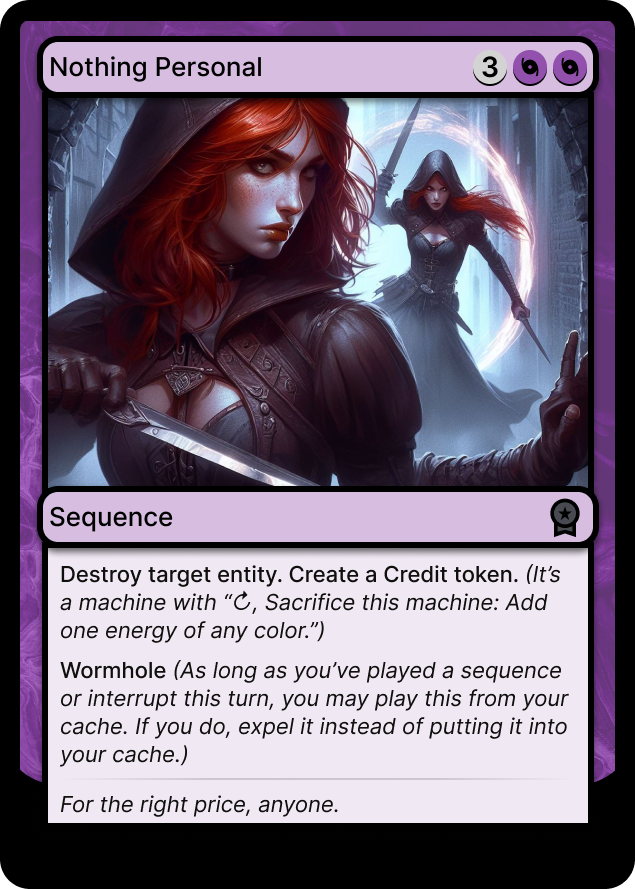 Nothing Personal
3
Sequence
Destroy target entity. Create a Credit token. (It’s
a machine with “↻, Sacrifice this machine: Add
one energy of any color.”)
Wormhole (As long as you’ve played a sequence
or interrupt this turn, you may play this from your
cache. If you do, expel it instead of putting it into
your cache.)
For the right price, anyone.